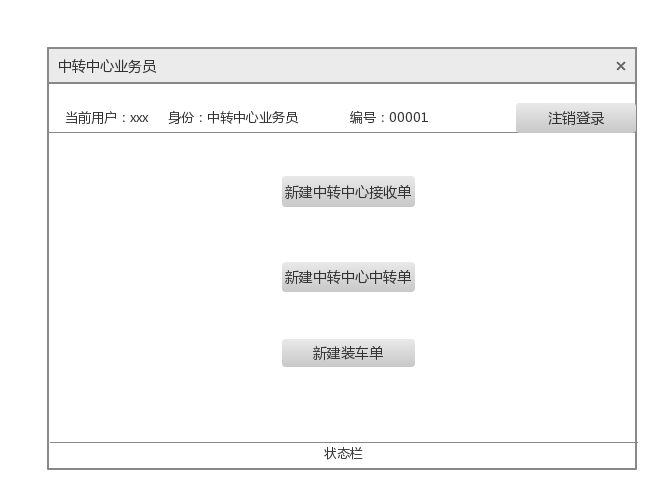 中转中心业务员 ×
当前用户：xxx 身份：中转中心业务员 编号：00001 注销登录
新建中转中心接收单
新建中转中心中转单
新建装车单
状态栏